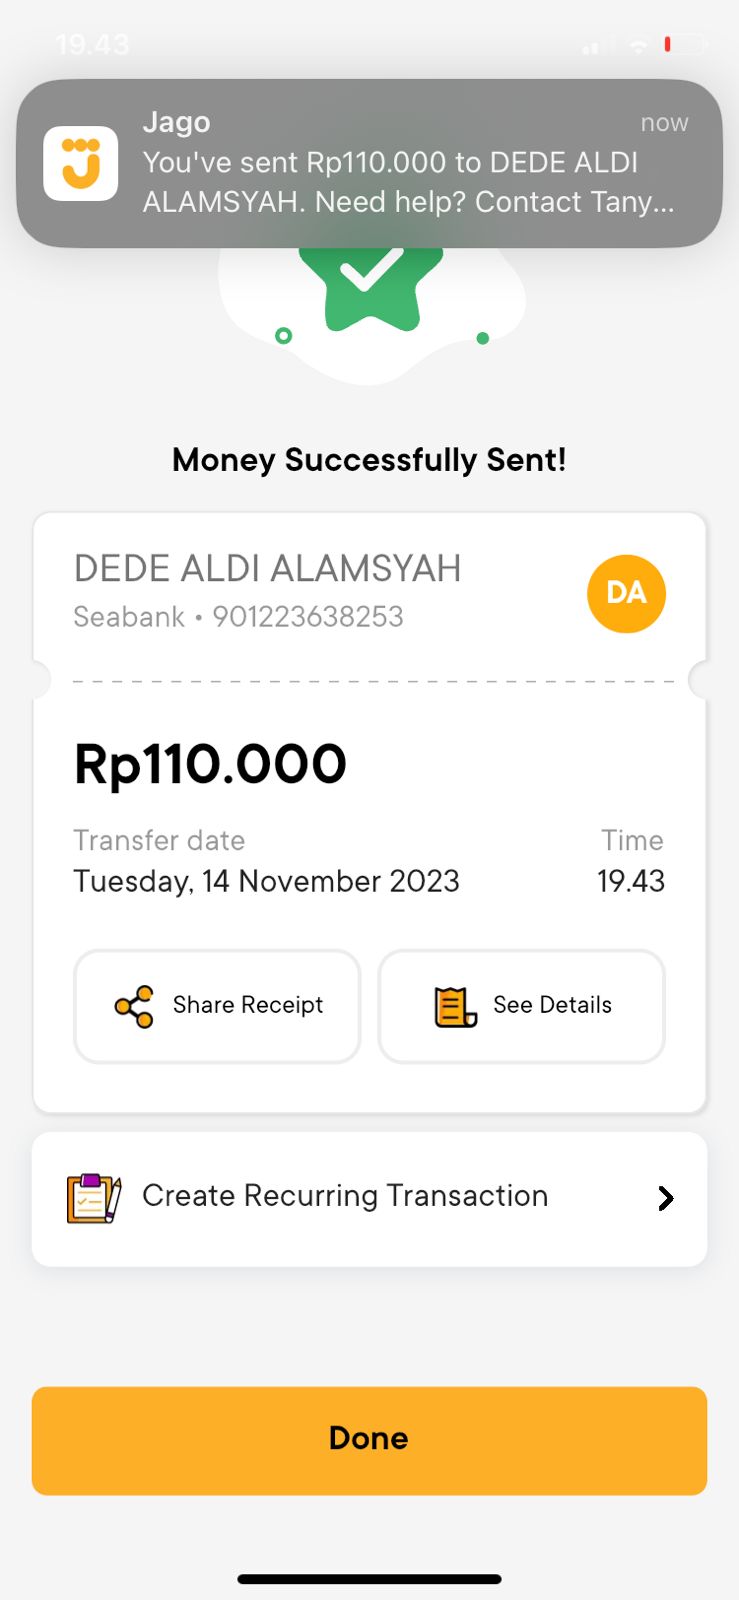 19.43
Jago now
You've sent Rp110.000 to DEDE ALDI
ALAMSYAH. Need help? Contact Tany...
Money Successfully Sent!
DEDE ALDI ALAMSYAH
DA
Seabank • 901223638253
Rp110.000
Transfer date Time
Tuesday, 14 November 2023 19.43
Share Receipt See Details
Create Recurring Transaction
Done